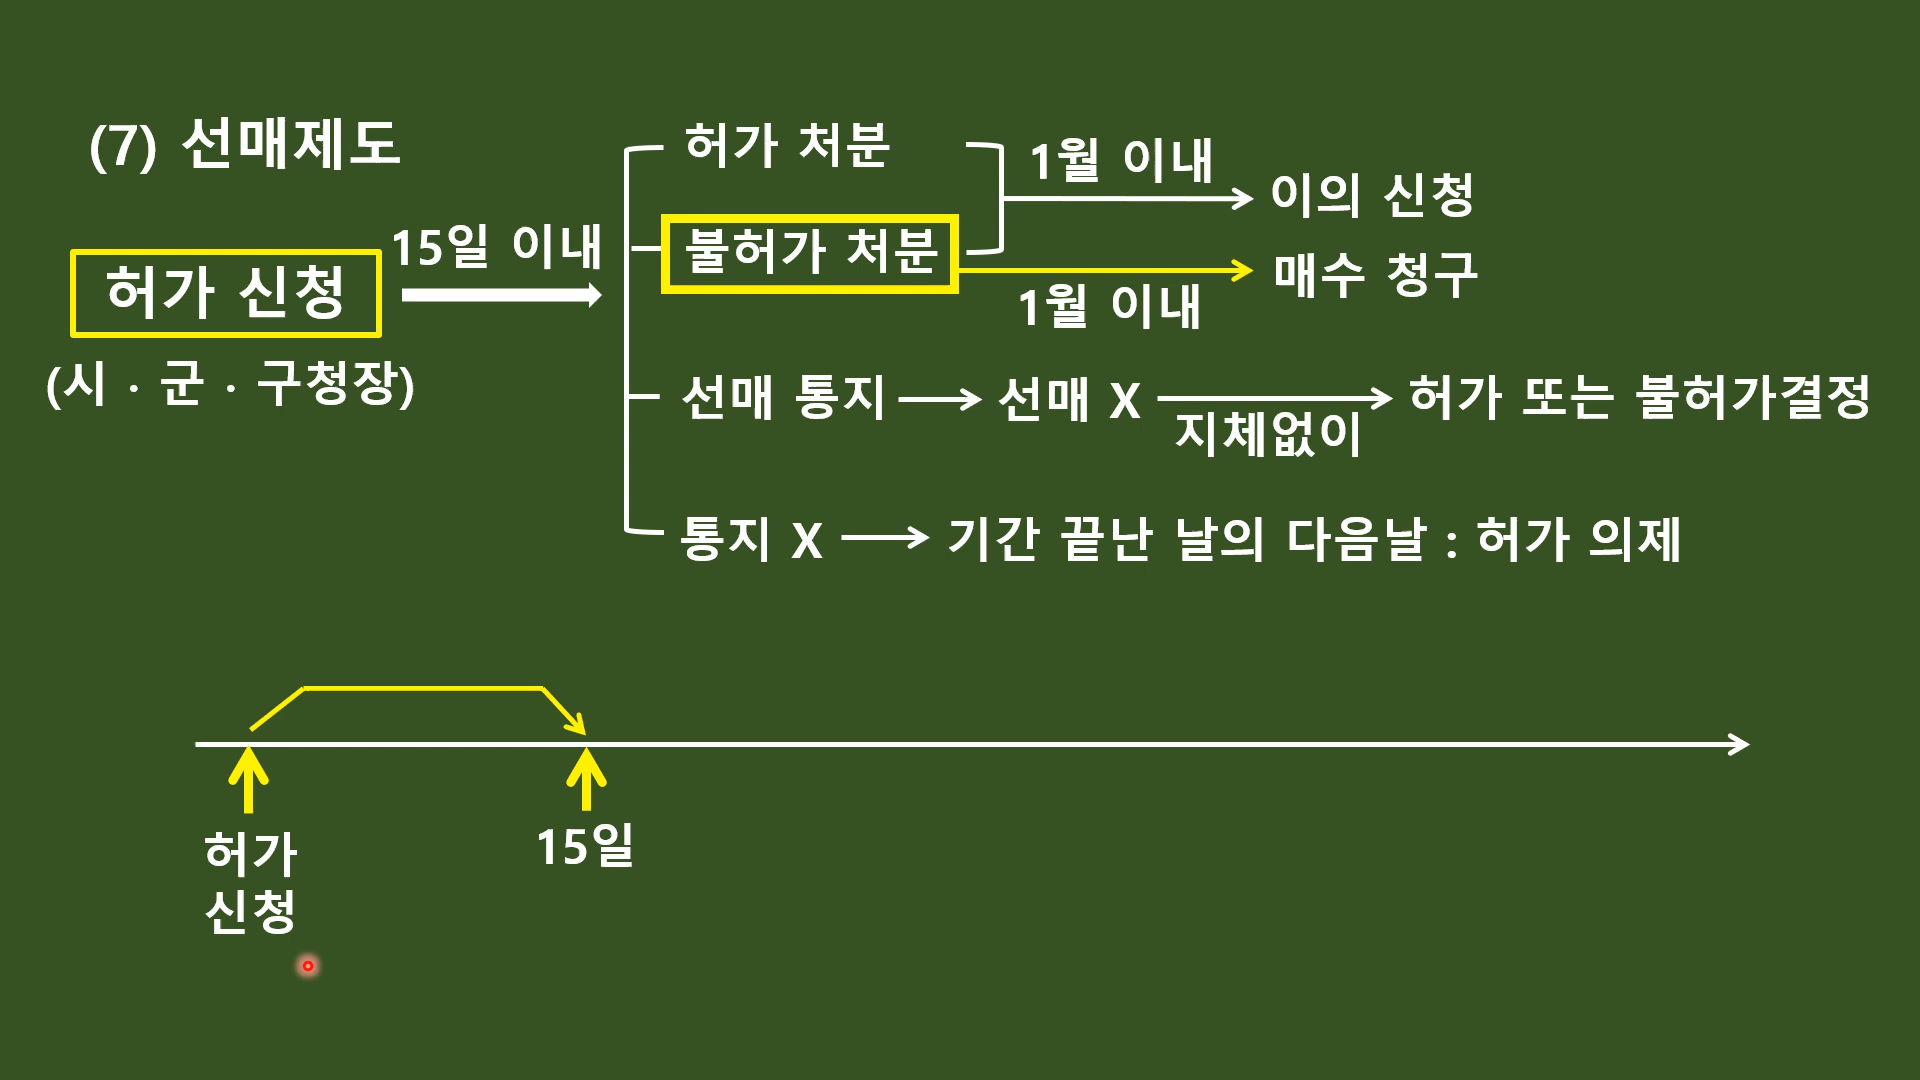 (7) 선매제도
허가 신청
(시 · 군 · 구청장)
15일 이내
허가 처분
불허가 처분
1월 이내
이의 신청
매수 청구
1월 이내
선매 통지
선매 X
지체없이
허가 또는 불허가결정
통지 X
기간 끝난 날의 다음날 : 허가 의제
허가
신청
15일